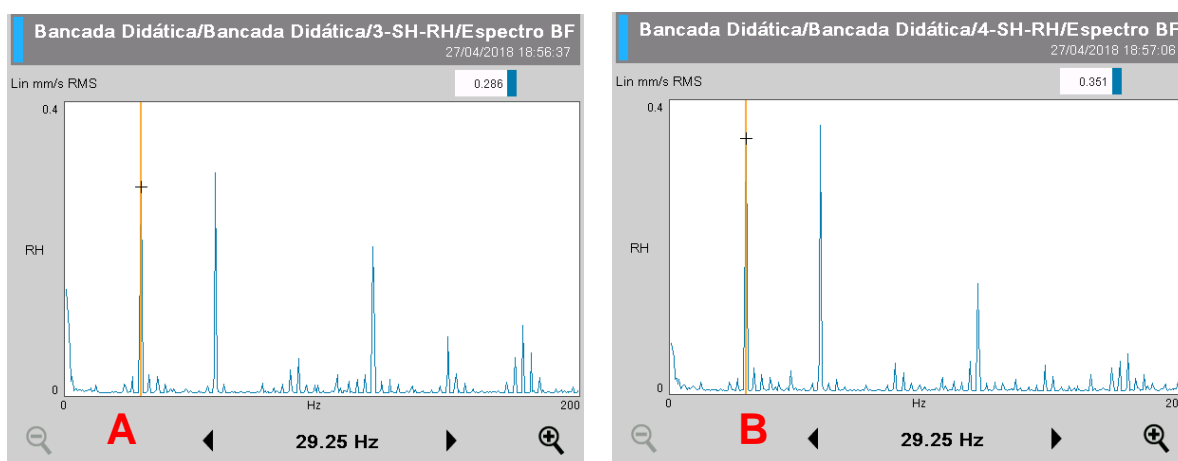 Bancada Didática/Bancada Didática/3-SH-RH/Espectro BF
27/04/2018 18:56:37
Lin mm/s RMS
0.286
0.4
RH
0
0
Hz
200
A
29.25 Hz
Bancada Didática/Bancada Didática/4-SH-RH/Espectro BF
27/04/2018 18:57:06
Lin mm/s RMS
0.351
0.4
RH
0
0
Hz
20
B
29.25 Hz